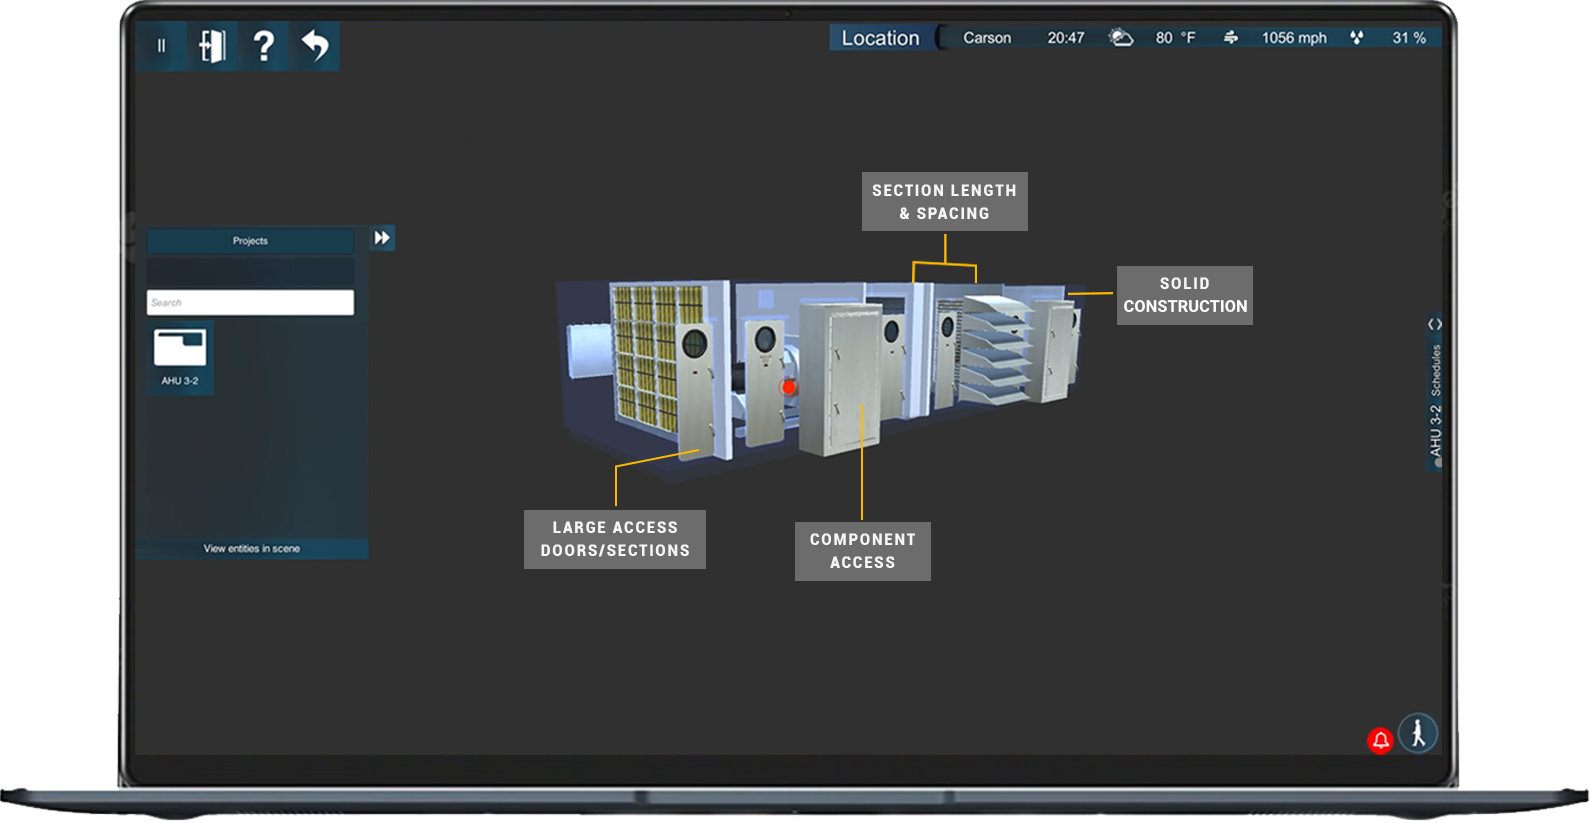 Location
Carson
20:47
80 °F
1056 mph
31 %
Projects
Search
AHU 3-2
View entities in scene
SECTION LENGTH
& SPACING
SOLID
CONSTRUCTION
LARGE ACCESS
DOORS/SECTIONS
COMPONENT
ACCESS
AHU 3-2 Schedules